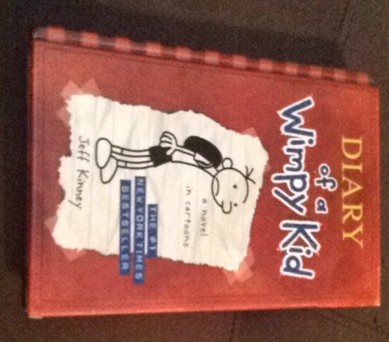 DIARY
of a
Wimpy Kid
a novel
in cartoons
THE #1
NEW YORK TIMES
BESTSELLER
Jeff Kinney